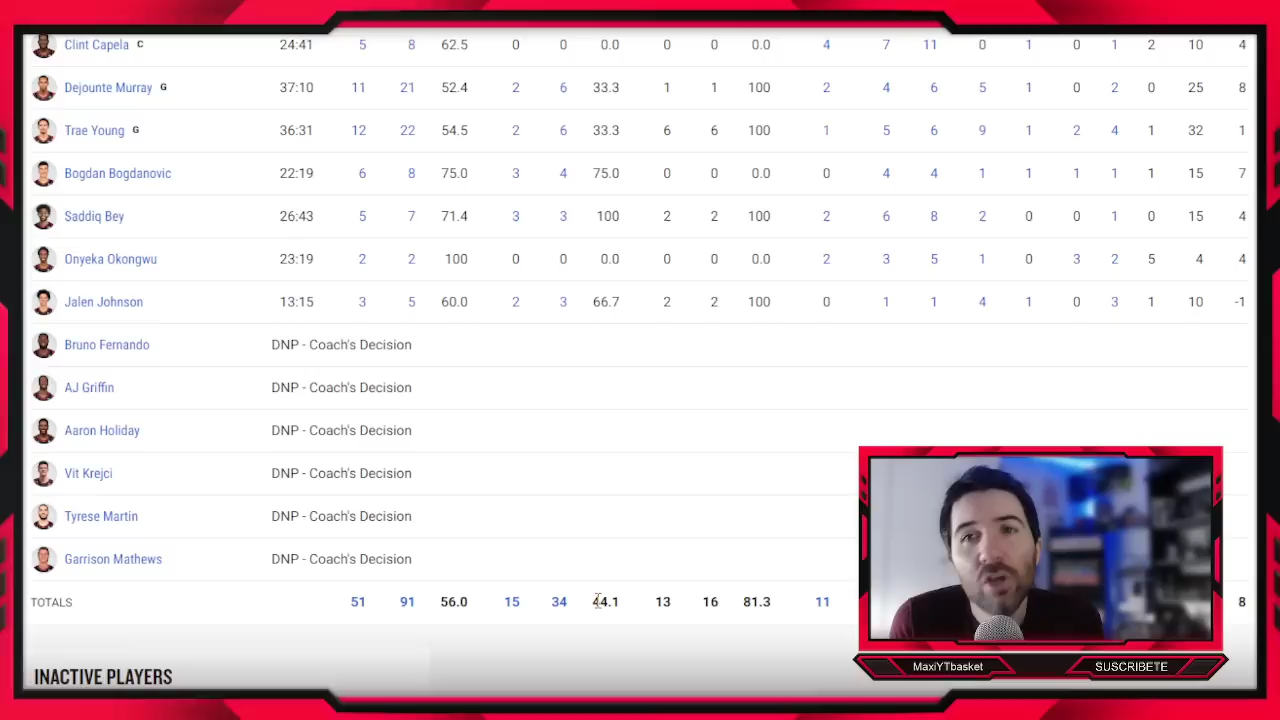 Clint Capela C 24:41 5 8 62.5 0 0 0.0 0 0 0.0 4 7 11 0 1 0 1 2 10 4
Dejounte Murray G 37:10 11 21 52.4 2 6 33.3 1 1 100 2 4 6 5 1 0 2 0 25 8
Trae Young G 36:31 12 22 54.5 2 6 33.3 6 6 100 1 5 6 9 1 2 4 1 32 1
Bogdan Bogdanovic 22:19 6 8 75.0 3 4 75.0 0 0 0.0 0 4 4 1 1 1 1 1 15 7
Saddiq Bey 26:43 5 7 71.4 3 3 100 2 2 100 2 6 8 2 0 0 1 0 15 4
Onyeka Okongwu 23:19 2 2 100 0 0 0.0 0 0 0.0 2 3 5 1 0 3 2 5 4 4
Jalen Johnson 13:15 3 5 60.0 2 3 66.7 2 2 100 0 1 1 4 1 0 3 1 10 -1
Bruno Fernando DNP - Coach's Decision
AJ Griffin DNP - Coach's Decision
Aaron Holiday DNP - Coach's Decision
Vit Krejci DNP - Coach's Decision
Tyrese Martin DNP - Coach's Decision
Garrison Mathews DNP - Coach's Decision
TOTALS 51 91 56.0 15 34 44.1 13 16 81.3 11 8
INACTIVE PLAYERS
MaxiYTbasket
SUSCRIBETE